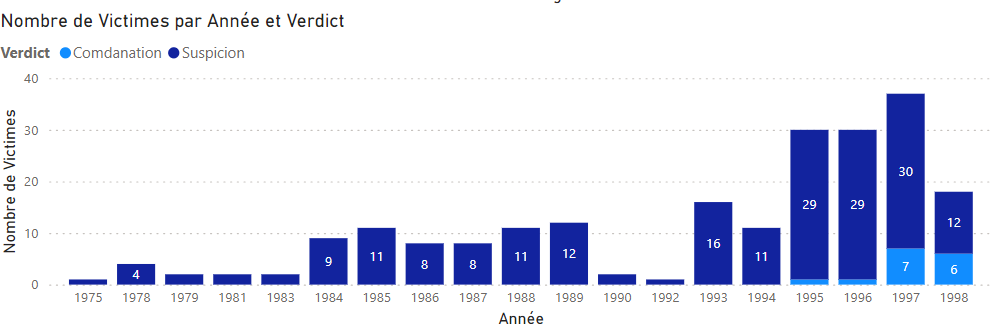 Nombre de Victimes par Année et Verdict
Verdict Comdanation Suspicion
40
30
20
10
0
Nombre de Victimes
4 9 11 8 8 11 12 16 11 29 29 30 12
7 6
1975 1978 1979 1981 1983 1984 1985 1986 1987 1988 1989 1990 1992 1993 1994 1995 1996 1997 1998
Année